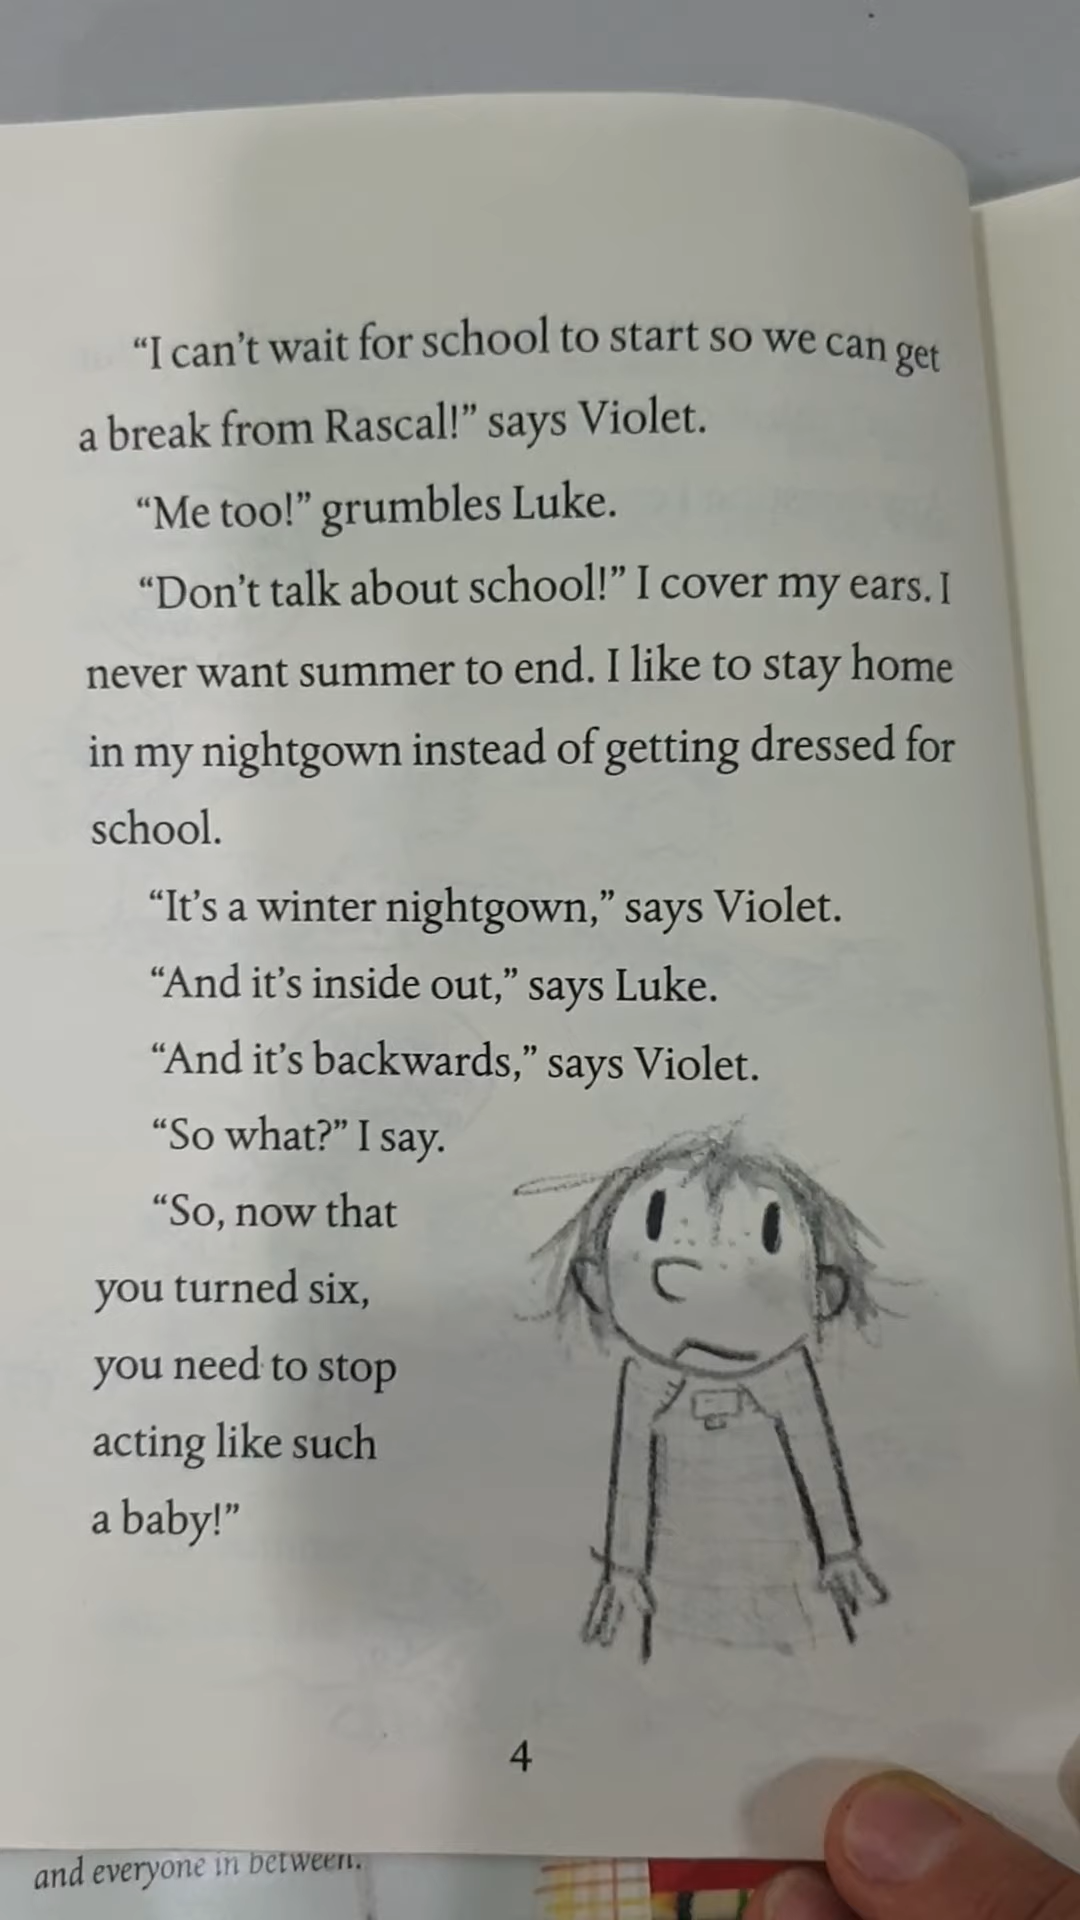 “I can’t wait for school to start so we can get
a break from Rascal!” says Violet.
“Me too!” grumbles Luke.
“Don’t talk about school!” I cover my ears. I
never want summer to end. I like to stay home
in my nightgown instead of getting dressed for
school.
“It’s a winter nightgown,” says Violet.
“And it’s inside out,” says Luke.
“And it’s backwards,” says Violet.
“So what?” I say.
“So, now that
you turned six,
you need to stop
acting like such
a baby!”
4
and everyone in between.